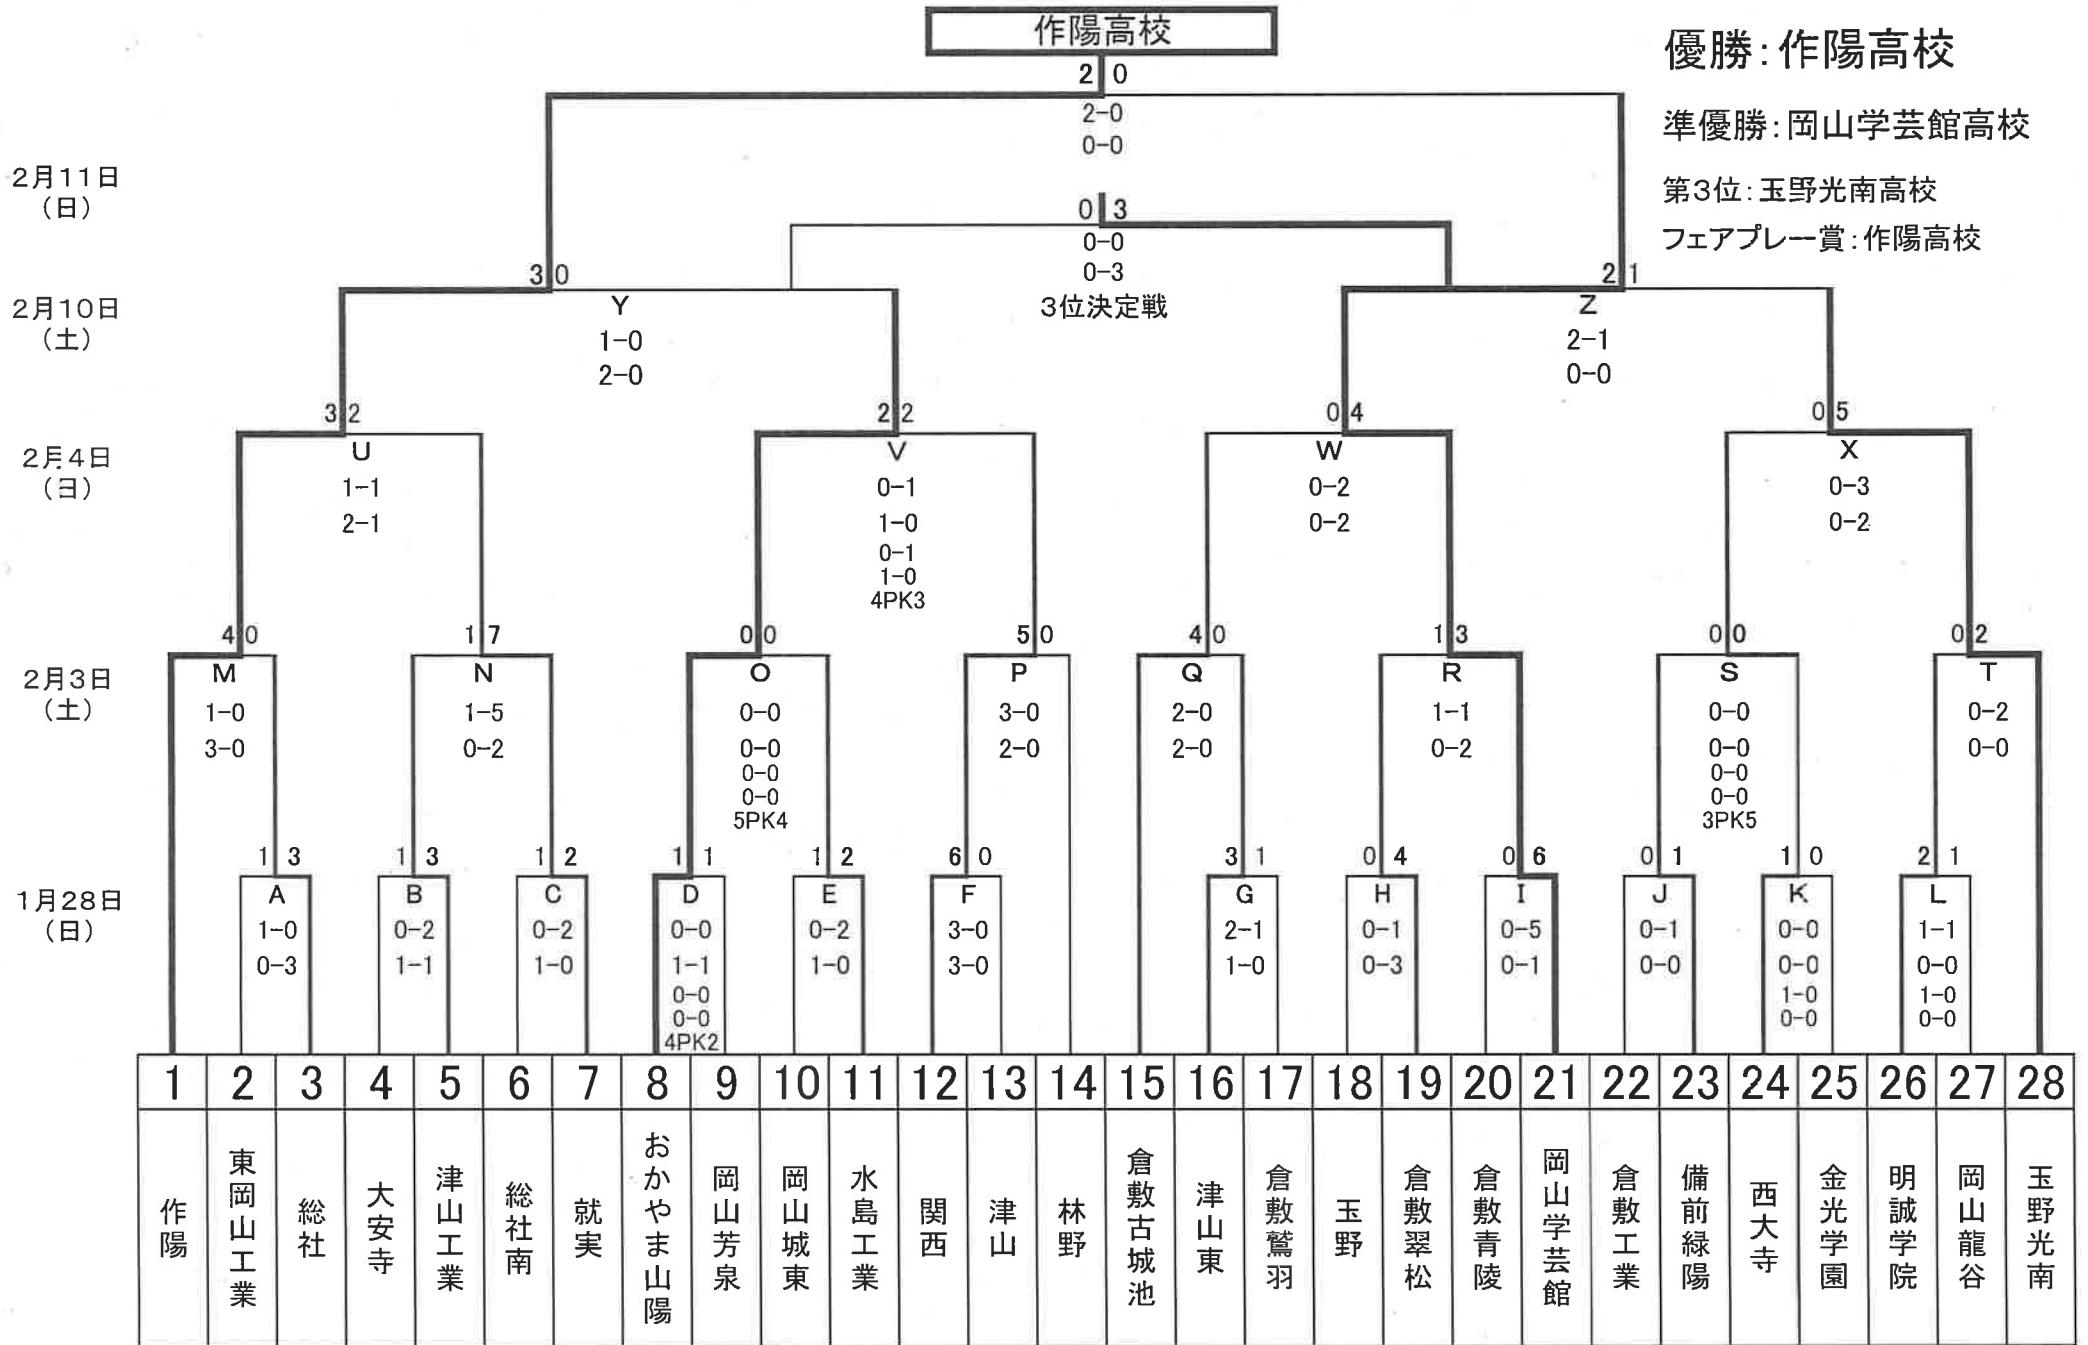 作陽高校
優勝：作陽高校
2 0
2-0
準優勝：岡山学芸館高校
0-0
2月11日
（日）
第3位：玉野光南高校
0 3
0-0
フェアプレー賞：作陽高校
0-3
3位決定戦
2月10日
（土）
3 0
Y
1-0
2-0
2 1
Z
2-1
0-0
2月4日
（日）
3 2
U
1-1
2-1
2 2
V
0-1
1-0
0-1
1-0
4PK3
0 4
W
0-2
0-2
0 5
X
0-3
0-2
2月3日
（土）
4 0
M
1-0
3-0
1 7
N
1-5
0-2
0 0
O
0-0
0-0
0-0
0-0
5PK4
5 0
P
3-0
2-0
4 0
Q
2-0
2-0
1 3
R
1-1
0-2
0 0
S
0-0
0-0
0-0
0-0
3PK5
0 2
T
0-2
0-0
1月28日
（日）
1 3
A
1-0
0-3
1 3
B
0-2
1-1
1 2
C
0-2
1-0
1 1
D
0-0
1-1
0-0
0-0
4PK2
1 2
E
0-2
1-0
6 0
F
3-0
3-0
3 1
G
2-1
1-0
0 4
H
0-1
0-3
0 6
I
0-5
0-1
0 1
J
0-1
0-0
1 0
K
0-0
0-0
1-0
0-0
2 1
L
1-1
0-0
1-0
0-0
1 2 3 4 5 6 7 8 9 10 11 12 13 14 15 16 17 18 19 20 21 22 23 24 25 26 27 28
作陽
東岡山工業
総社
大安寺
津山工業
総社南
就実
おかやま山陽
岡山芳泉
岡山城東
水島工業
関西
津山
林野
倉敷古城池
津山東
倉敷鷲羽
玉野
倉敷翠松
倉敷青陵
岡山学芸館
倉敷工業
備前緑陽
西大寺
金光学園
明誠学院
岡山龍谷
玉野光南